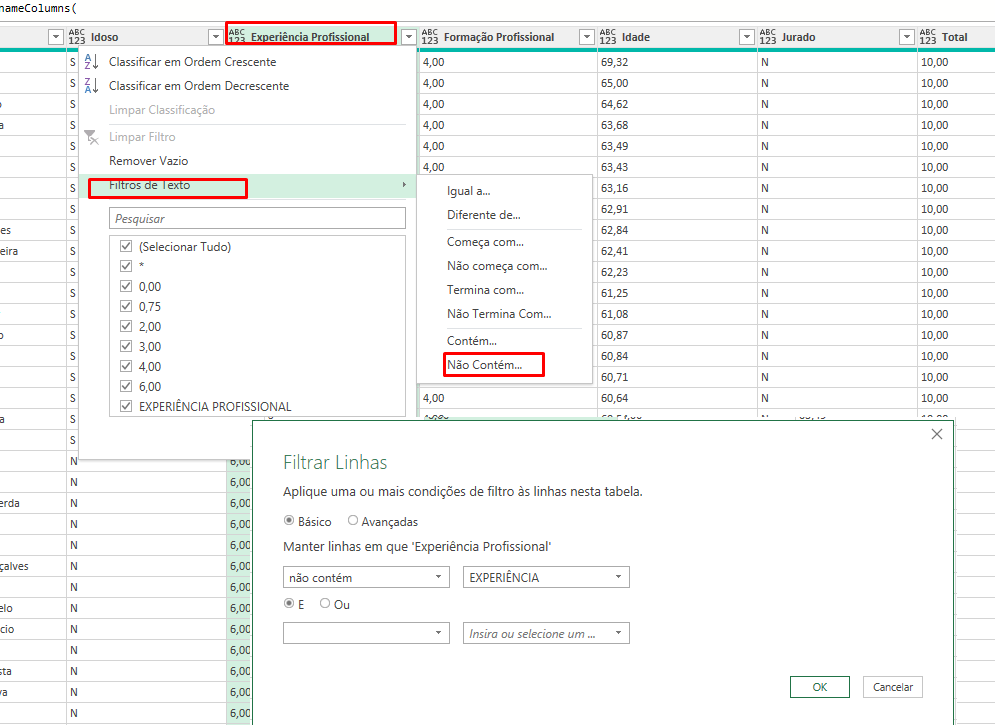 nameColumns(
ABC 123 Idoso ABC 123 Experiência Profissional ABC 123 Formação Profissional ABC 123 Idade ABC 123 Jurado ABC 123 Total
S 4,00 69,32 N 10,00
S 4,00 65,00 N 10,00
o S 4,00 64,62 N 10,00
a S 4,00 63,68 N 10,00
S 4,00 63,49 N 10,00
S 4,00 63,43 N 10,00
S 63,16 N 10,00
S 62,91 N 10,00
es S 62,84 N 10,00
eira S 62,41 N 10,00
S 62,23 N 10,00
S 61,25 N 10,00
S 61,08 N 10,00
o S 60,87 N 10,00
S 60,84 N 10,00
S 60,71 N 10,00
S 4,00 60,64 N 10,00
a S
S
Classificar em Ordem Crescente
Classificar em Ordem Decrescente
Limpar Classificação
Limpar Filtro
Remover Vazio
Filtros de Texto
Pesquisar
(Selecionar Tudo)
*
0,00
0,75
2,00
3,00
4,00
6,00
EXPERIÊNCIA PROFISSIONAL
Igual a...
Diferente de...
Começa com...
Não começa com...
Termina com...
Não Termina Com...
Contém...
Não Contém...
N 6,00
N 6,00
erda N 6,00
N 6,00
N 6,00
çalves N 6,00
N 6,00
elo N 6,00
cio N 6,00
N 6,00
sta N 6,00
va N 6,00
N 6,00
Filtrar Linhas
Aplique uma ou mais condições de filtro às linhas nesta tabela.
Básico Avançadas
Manter linhas em que 'Experiência Profissional'
não contém EXPERIÊNCIA
E Ou
Insira ou selecione um ...
OK Cancelar